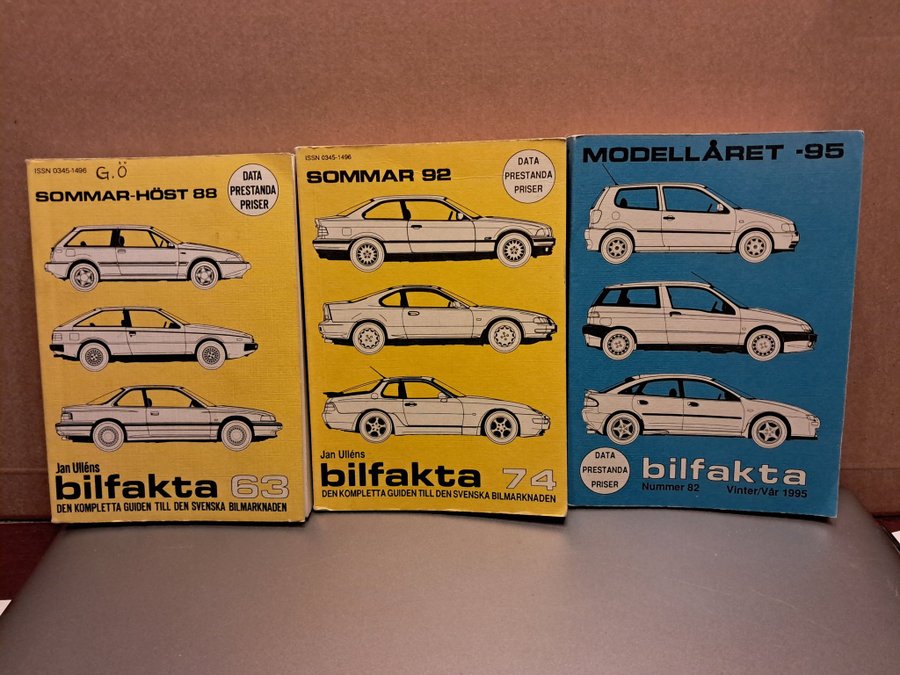 ISSN 0345-1496
G.Ö
SOMMAR-HÖST 88
DATA
PRESTANDA
PRISER
Jan Ulléns
bilfakta 63
DEN KOMPLETTA GUIDEN TILL DEN SVENSKA BILMARKNADEN
ISSN 0345-1496
SOMMAR 92
DATA
PRESTANDA
PRISER
Jan Ulléns
bilfakta 74
DEN KOMPLETTA GUIDEN TILL DEN SVENSKA BILMARKNADEN
MODELLÅRET -95
DATA
PRESTANDA
PRISER
bilfakta
Nummer 82 Vinter/Vår 1995